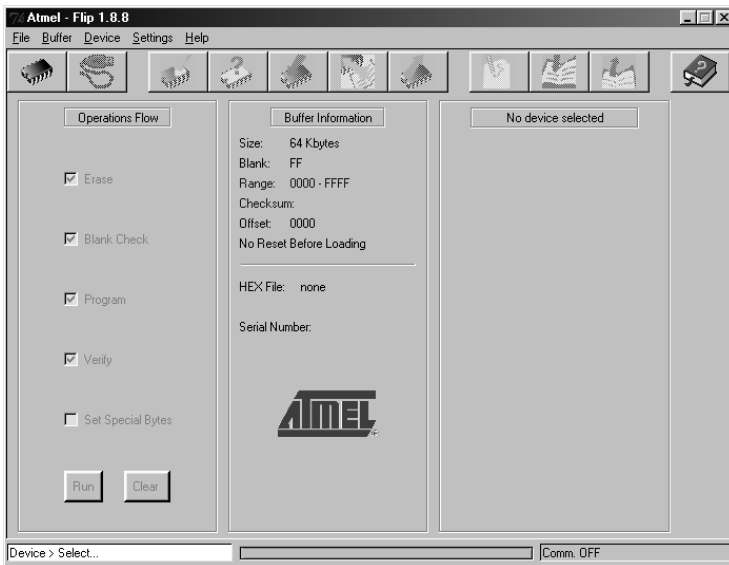 Atmel - Flip 1.8.8
File Buffer Device Settings Help
Operations Flow
Erase
Blank Check
Program
Verify
Set Special Bytes
Run Clear
Buffer Information
Size: 64 Kbytes
Blank: FF
Range: 0000 - FFFF
Checksum:
Offset: 0000
No Reset Before Loading
HEX File: none
Serial Number:
ATMEL
No device selected
Device > Select...
Comm. OFF